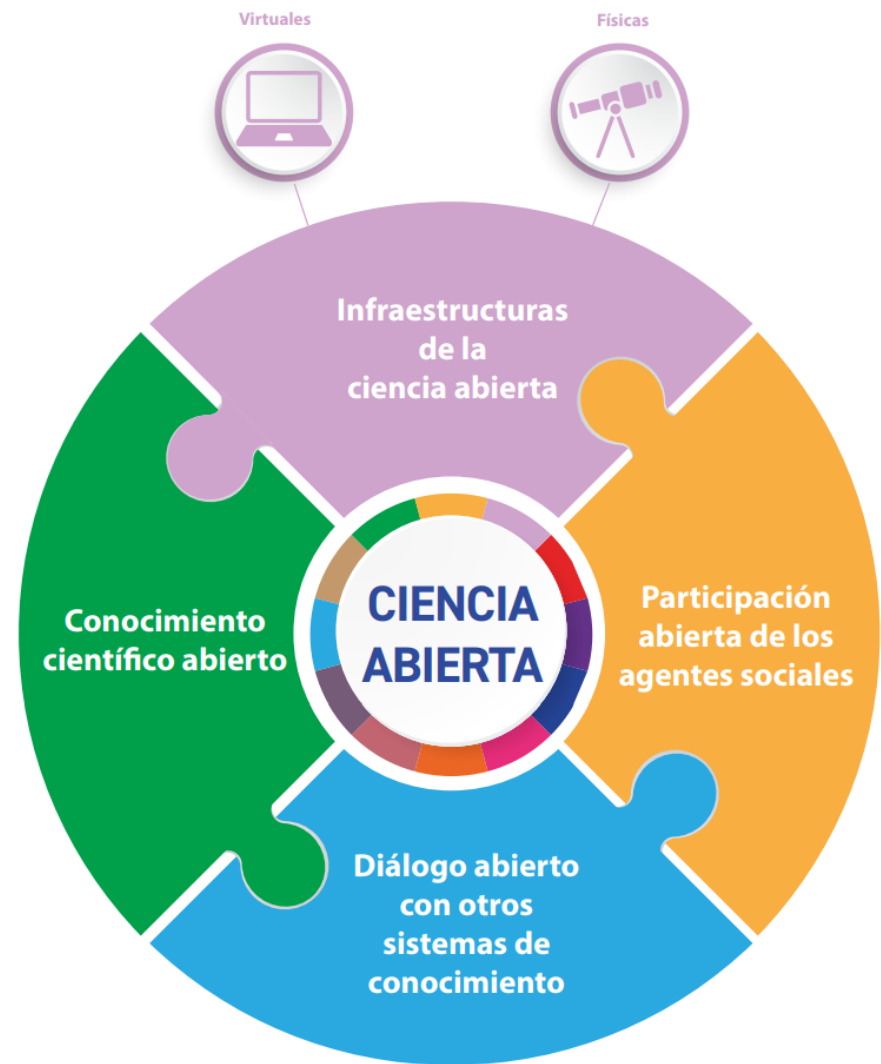 Virtuales
Físicas
Infraestructuras
de la
ciencia abierta
Conocimiento
científico abierto
CIENCIA
ABIERTA
Participación
abierta de los
agentes sociales
Diálogo abierto
con otros
sistemas de
conocimiento